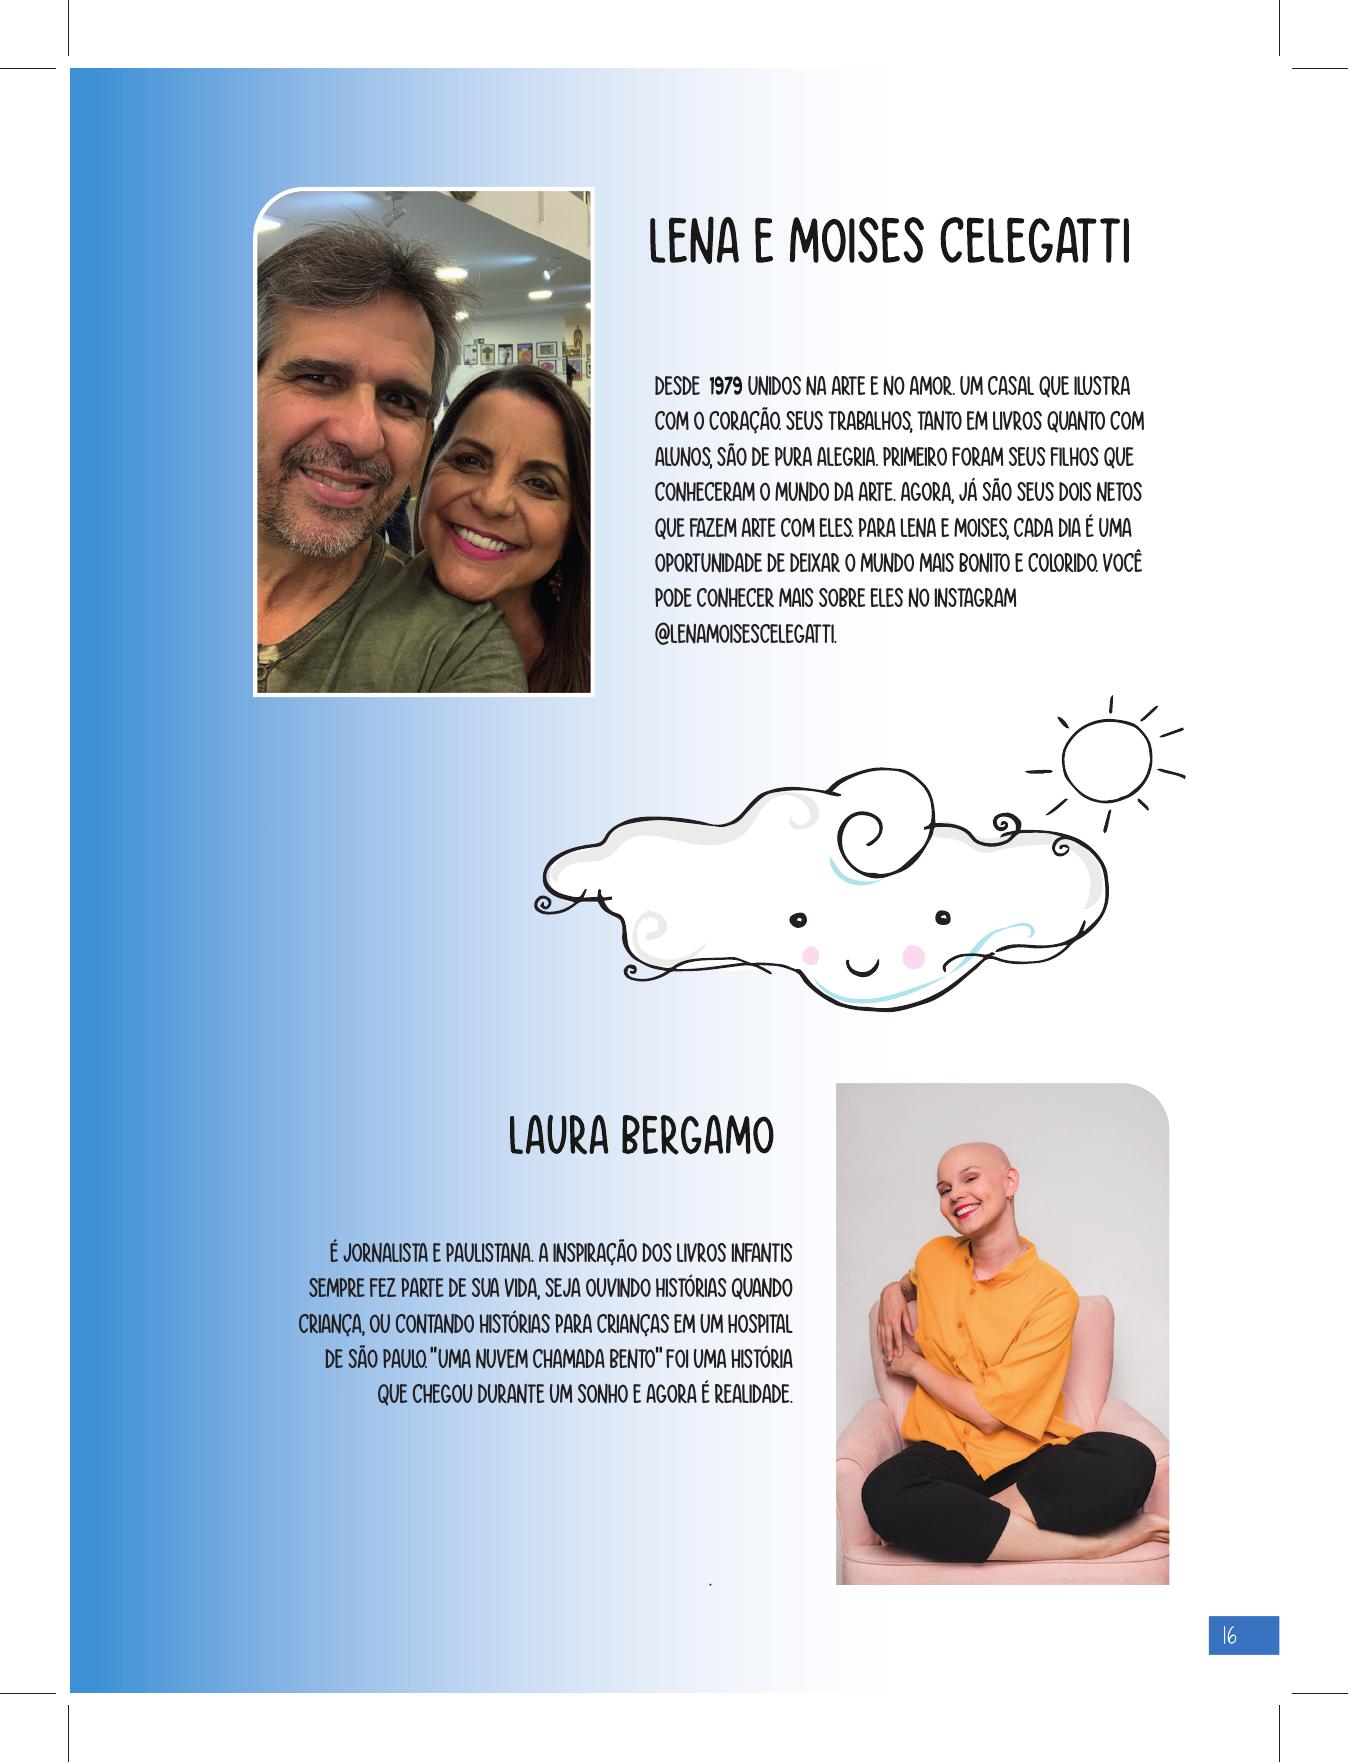 LENA E MOISES CELEGATTI
DESDE 1979 UNIDOS NA ARTE E NO AMOR. UM CASAL QUE ILUSTRA
COM O CORAÇÃO. SEUS TRABALHOS, TANTO EM LIVROS QUANTO COM
ALUNOS, SÃO DE PURA ALEGRIA. PRIMEIRO FORAM SEUS FILHOS QUE
CONHECERAM O MUNDO DA ARTE. AGORA, JÁ SÃO SEUS DOIS NETOS
QUE FAZEM ARTE COM ELES. PARA LENA E MOISES, CADA DIA É UMA
OPORTUNIDADE DE DEIXAR O MUNDO MAIS BONITO E COLORIDO. VOCÊ
PODE CONHECER MAIS SOBRE ELES NO INSTAGRAM
@LENAMOISESCELEGATTI.
LAURA BERGAMO
É JORNALISTA E PAULISTANA. A INSPIRAÇÃO DOS LIVROS INFANTIS
SEMPRE FEZ PARTE DE SUA VIDA, SEJA OUVINDO HISTÓRIAS QUANDO
CRIANÇA, OU CONTANDO HISTÓRIAS PARA CRIANÇAS EM UM HOSPITAL
DE SÃO PAULO. "UMA NUVEM CHAMADA BENTO" FOI UMA HISTÓRIA
QUE CHEGOU DURANTE UM SONHO E AGORA É REALIDADE.
.
16